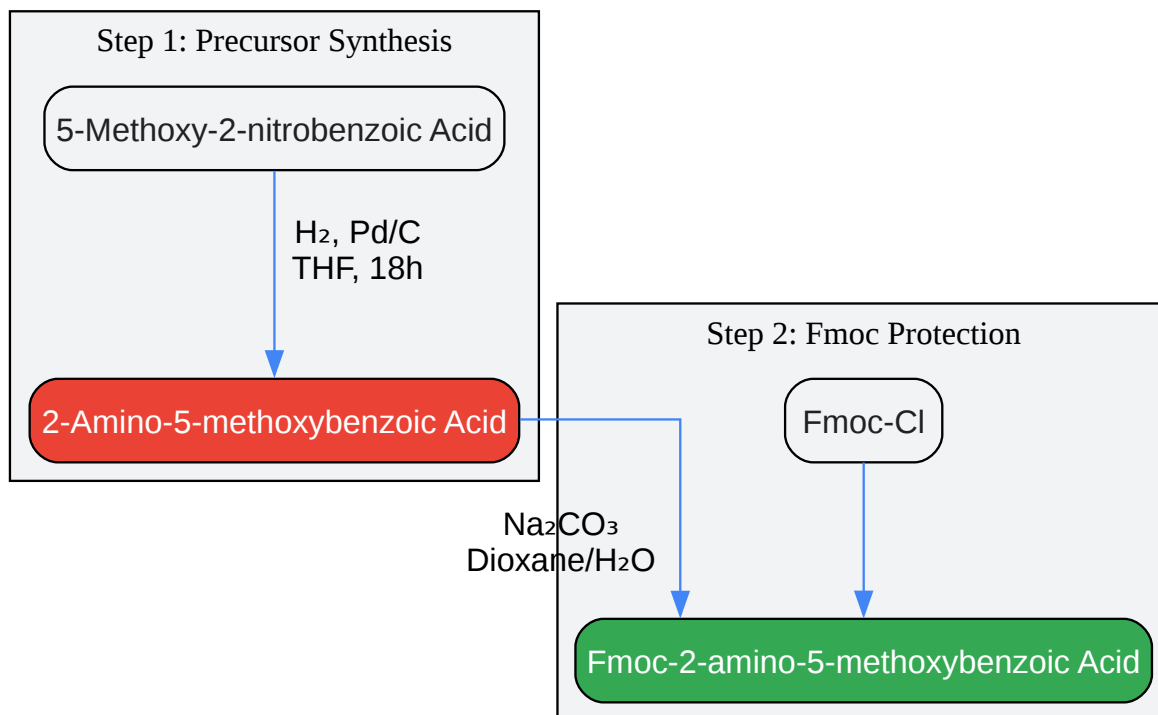 Step 1: Precursor Synthesis
5-Methoxy-2-nitrobenzoic Acid
H₂, Pd/C
THF, 18h
2-Amino-5-methoxybenzoic Acid
Step 2: Fmoc Protection
Fmoc-Cl
Na₂CO₃
Dioxane/H₂O
Fmoc-2-amino-5-methoxybenzoic Acid